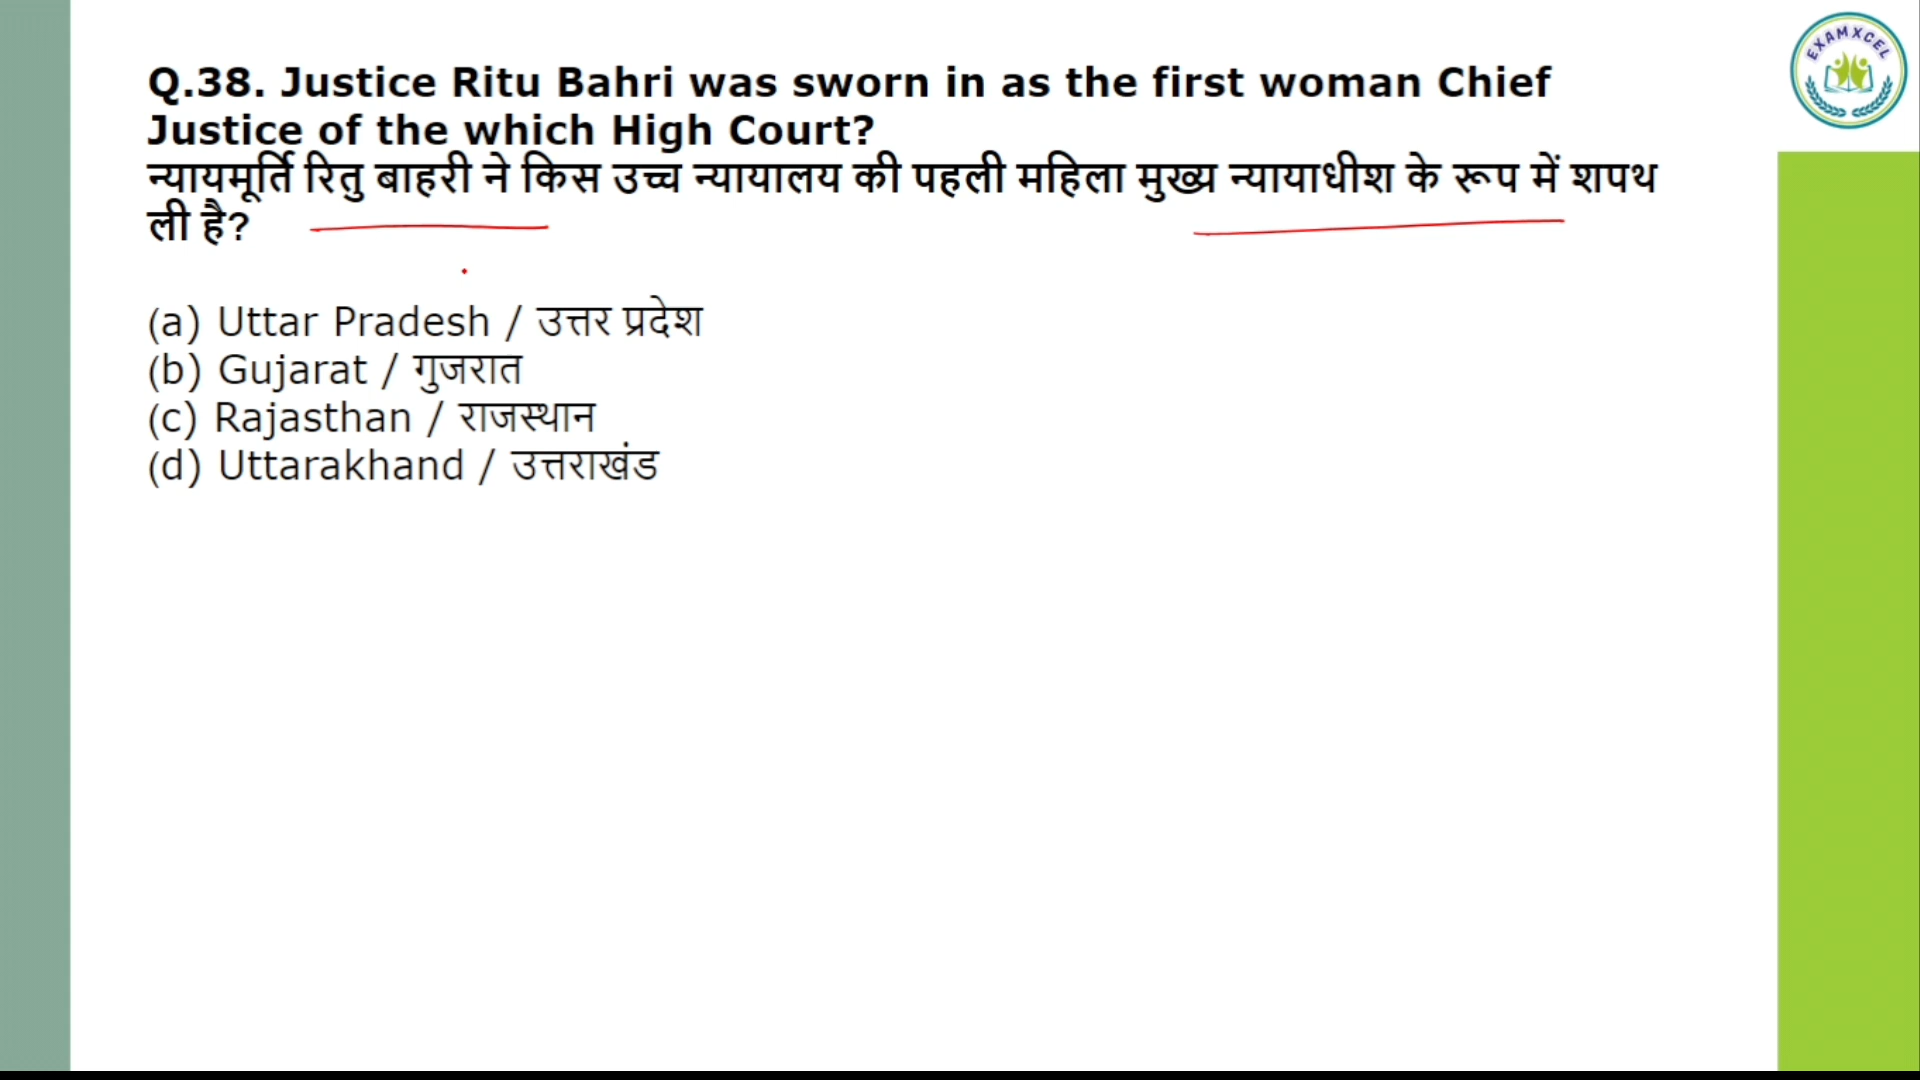 Q.38. Justice Ritu Bahri was sworn in as the first woman Chief
Justice of the which High Court?
न्यायमूर्ति रितु बाहरी ने किस उच्च न्यायालय की पहली महिला मुख्य न्यायाधीश के रूप में शपथ
ली है?
(a) Uttar Pradesh / उत्तर प्रदेश
(b) Gujarat / गुजरात
(c) Rajasthan / राजस्थान
(d) Uttarakhand / उत्तराखंड
EXAMXCEL